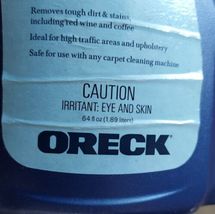 Removes tough dirt & stains,
including red wine and coffee
Ideal for high traffic areas and upholstery
Safe for use with any carpet cleaning machine
CAUTION
IRRITANT: EYE AND SKIN
64 fl oz (1.89 liters)
ORECK